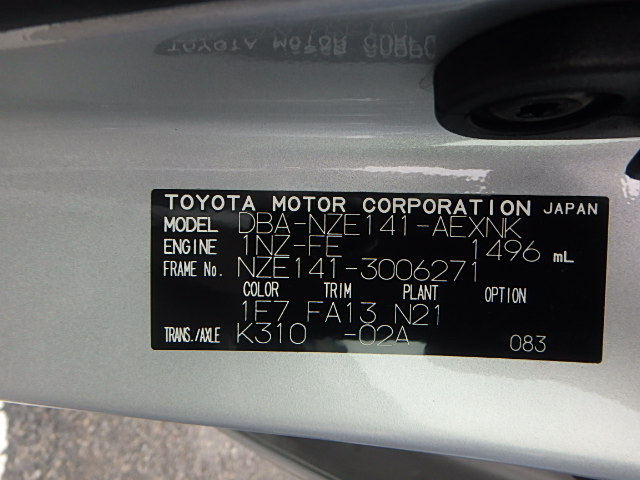 TOYOTA MOTOR CORPORATION JAPAN
MODEL DBA-NZE141-AEXNK
ENGINE 1NZ-FE 1496 mL
FRAME No. NZE141-3006271
COLOR TRIM PLANT OPTION
1E7 FA13 N21
TRANS./AXLE K310 -02A 083